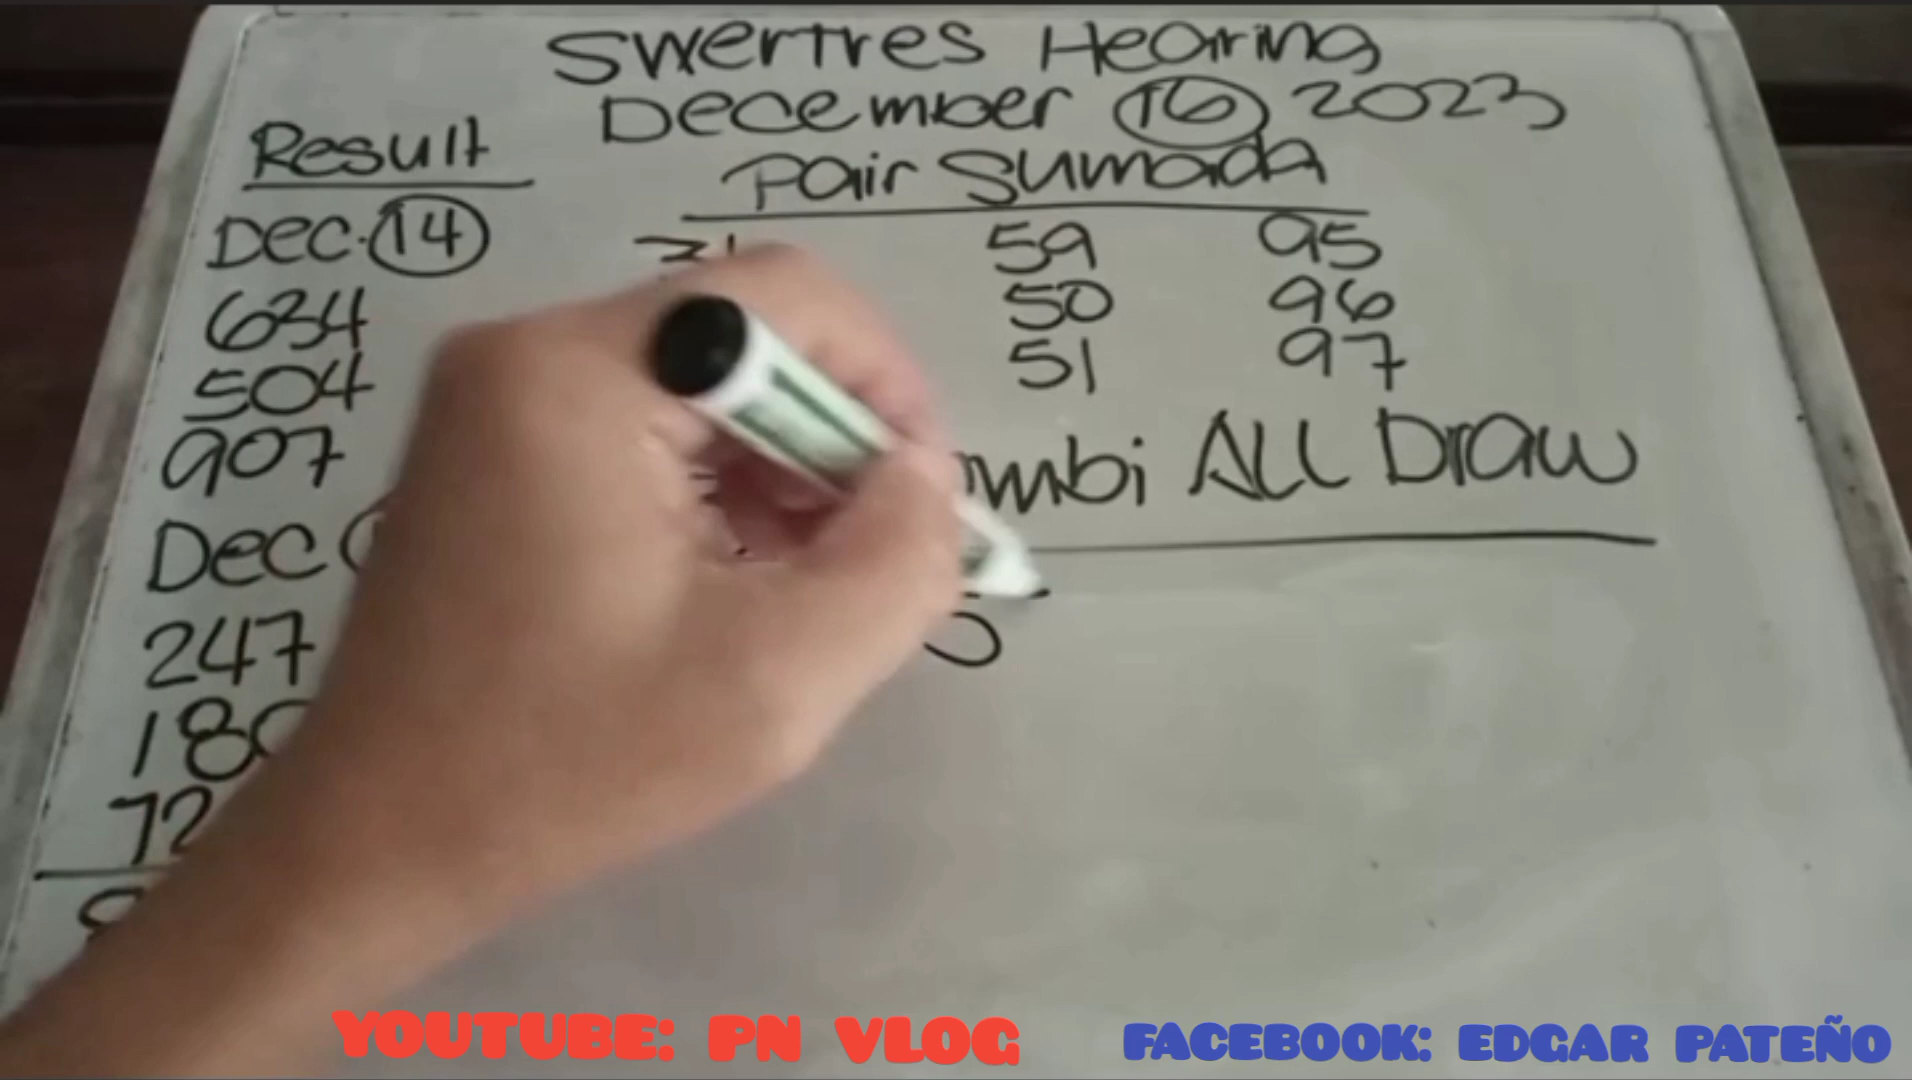 Swertres Hearing
December 16 2023
Result
Pair Sumada
Dec. 14
59 95
634
50 96
504
51 97
907
ALL Draw
Dec
247
YOUTUBE: PN VLOG
FACEBOOK: EDGAR PATEÑO